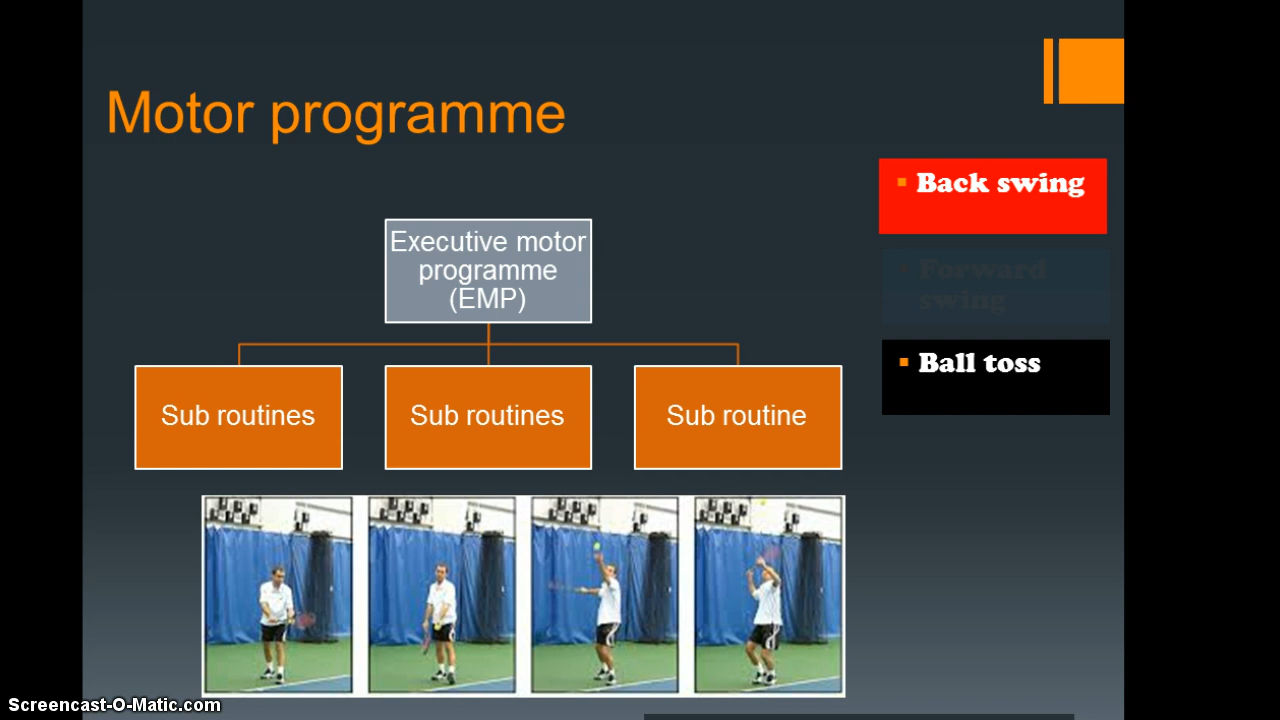 Motor programme
Back swing
Executive motor
programme
(EMP)
Forward
swing
Ball toss
Sub routines
Sub routines
Sub routine
Screencast-O-Matic.com